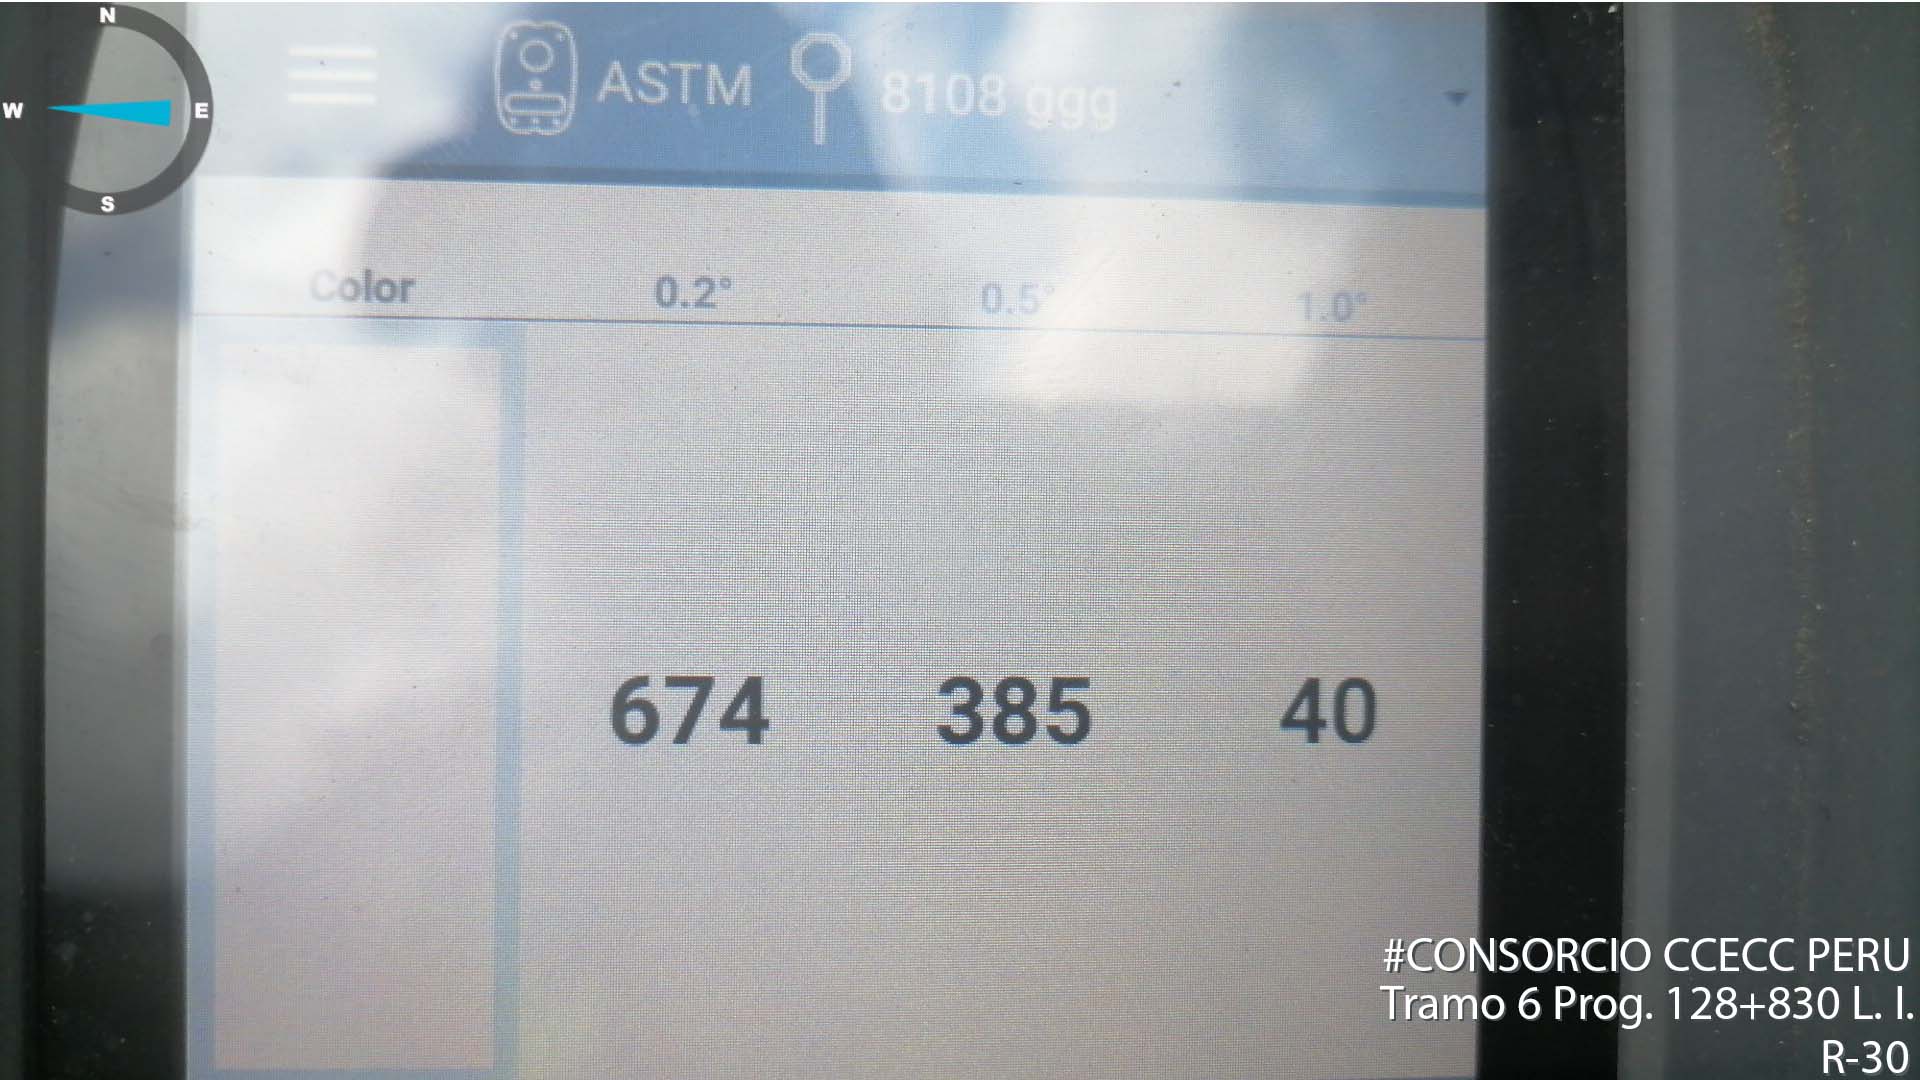 N
W E
S
ASTM 8108 ggg
Color 0.2° 0.5° 1.0°
674 385 40
#CONSORCIO CCECC PERU
Tramo 6 Prog. 128+830 L. I.
R-30